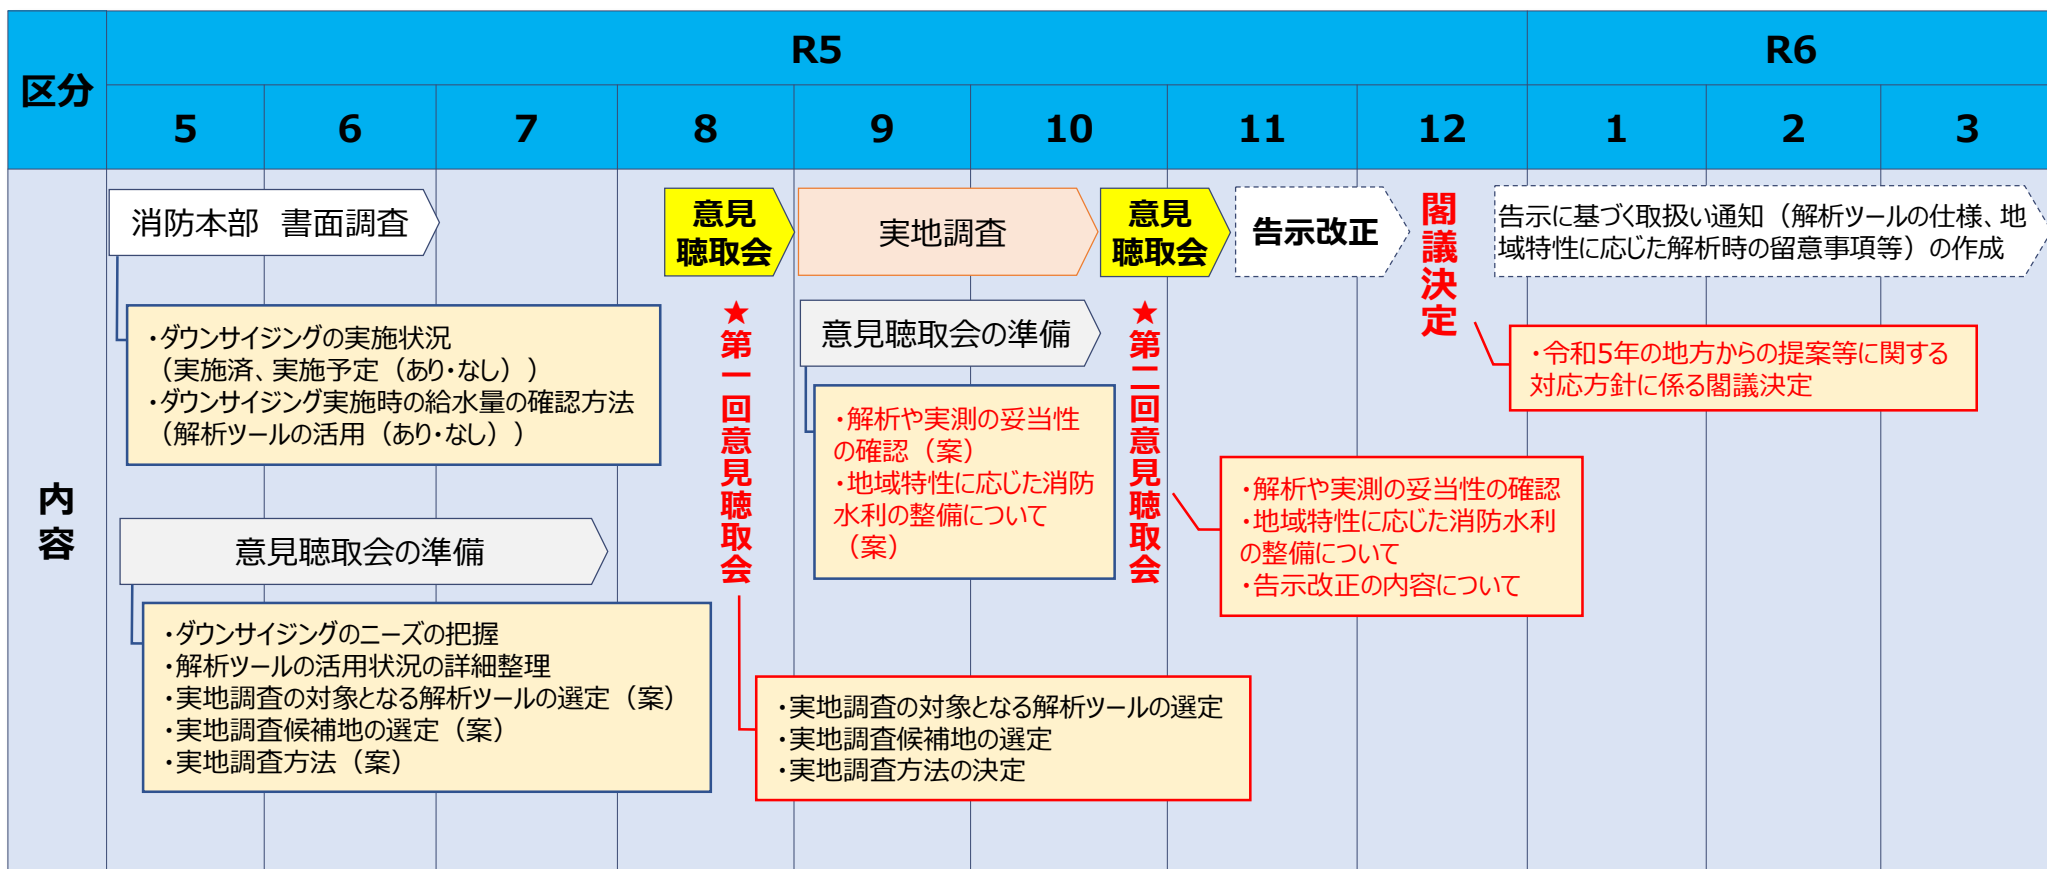 区分
R5
R6
5
6
7
8
9
10
11
12
1
2
3
内
容
消防本部　書面調査
・ダウンサイジングの実施状況
（実施済、実施予定（あり・なし））
・ダウンサイジング実施時の給水量の確認方法
（解析ツールの活用（あり・なし））
意見聴取会の準備
・ダウンサイジングのニーズの把握
・解析ツールの活用状況の詳細整理
・実地調査の対象となる解析ツールの選定（案）
・実地調査候補地の選定（案）
・実地調査方法（案）
意見
聴取会
★第一回意見聴取会
・実地調査の対象となる解析ツールの選定
・実地調査候補地の選定
・実地調査方法の決定
実地調査
意見聴取会の準備
・解析や実測の妥当性
の確認（案）
・地域特性に応じた消防
水利の整備について
（案）
意見
聴取会
★第二回意見聴取会
・解析や実測の妥当性の確認
・地域特性に応じた消防水利
の整備について
・告示改正の内容について
告示改正
閣議決定
・令和5年の地方からの提案等に関する
対応方針に係る閣議決定
告示に基づく取扱い通知（解析ツールの仕様、地
域特性に応じた解析時の留意事項等）の作成